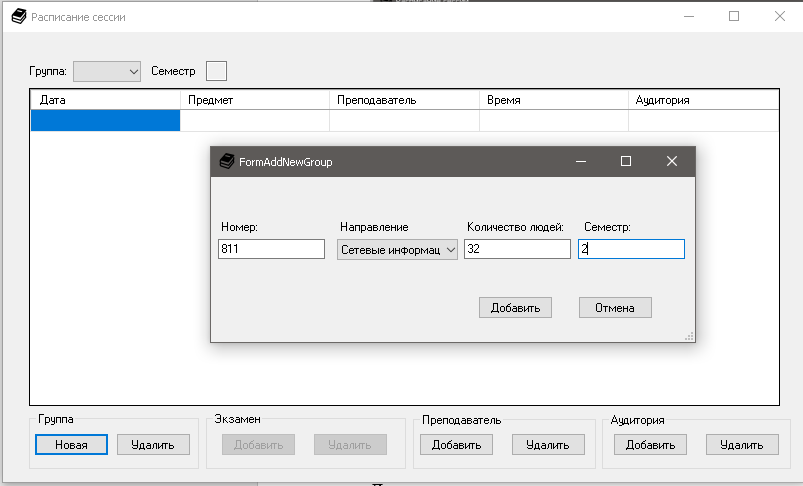 Расписание сессии
Группа: Семестр
Дата Предмет Преподаватель Время Аудитория
FormAddNewGroup
Номер: Направление Количество людей: Семестр:
811 Сетевые информац 32 2
Добавить Отмена
Группа Экзамен Преподаватель Аудитория
Новая Удалить Добавить Удалить Добавить Удалить Добавить Удалить